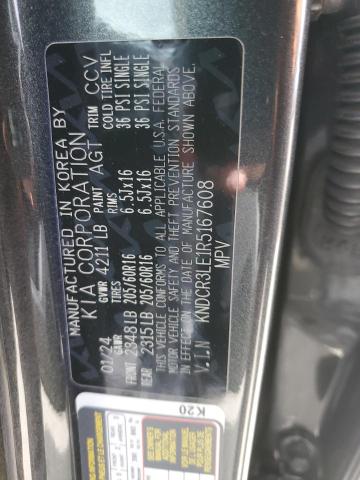 MANUFACTURED IN KOREA BY
KIA CORPORATION
01/24 GVWR 4211 LB PAINT AGT TRIM CCV
GAWR TIRES RIMS COLD TIRE INFL
FRONT 2348LB 205/60R16 6.5Jx16 36 PSI SINGLE
REAR 2315LB 205/60R16 6.5Jx16 36 PSI SINGLE
THIS VEHICLE CONFORMS TO ALL APPLICABLE U.S.A. FEDERAL
MOTOR VEHICLE SAFETY AND THEFT PREVENTION STANDARDS
IN EFFECT ON THE DATE OF MANUFACTURE SHOWN ABOVE.
V.I.N KNDCR3LE1R5167608
MPV
K20